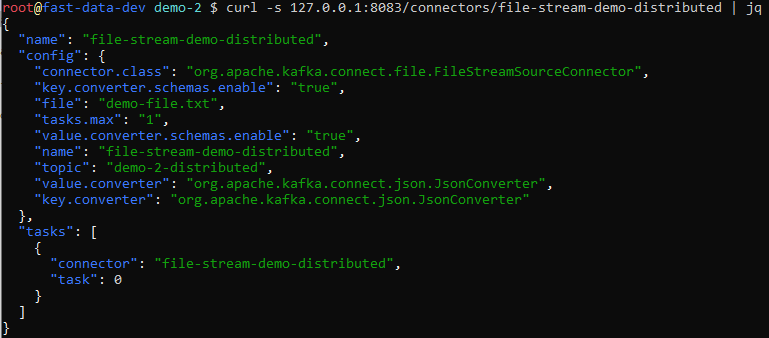 root@fast-data-dev demo-2 $ curl -s 127.0.0.1:8083/connectors/file-stream-demo-distributed | jq
{
  "name": "file-stream-demo-distributed",
  "config": {
    "connector.class": "org.apache.kafka.connect.file.FileStreamSourceConnector",
    "key.converter.schemas.enable": "true",
    "file": "demo-file.txt",
    "tasks.max": "1",
    "value.converter.schemas.enable": "true",
    "name": "file-stream-demo-distributed",
    "topic": "demo-2-distributed",
    "value.converter": "org.apache.kafka.connect.json.JsonConverter",
    "key.converter": "org.apache.kafka.connect.json.JsonConverter"
  },
  "tasks": [
    {
      "connector": "file-stream-demo-distributed",
      "task": 0
    }
  ]
}